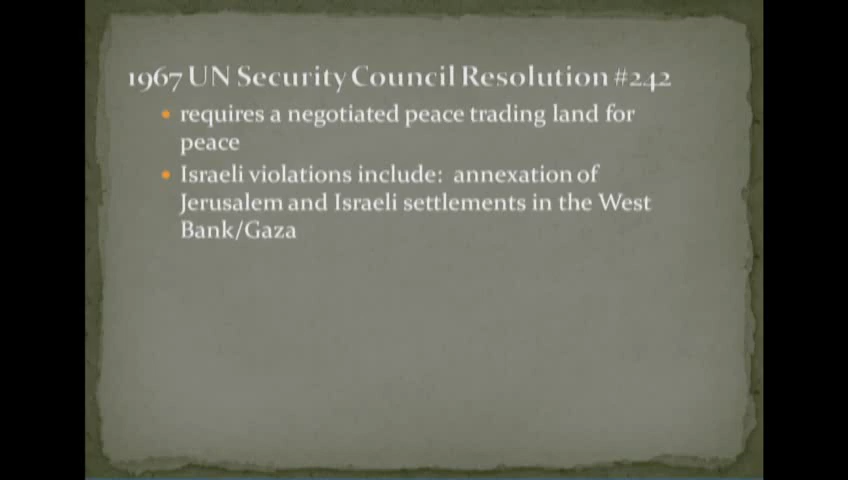 1967 UN Security Council Resolution #242
• requires a negotiated peace trading land for
peace
• Israeli violations include:  annexation of
Jerusalem and Israeli settlements in the West
Bank/Gaza